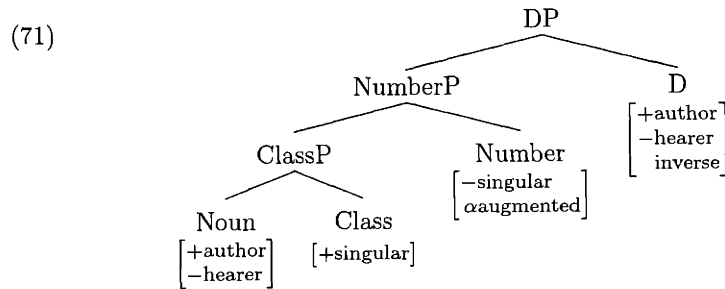 (71)
DP
NumberP D
[+author
−hearer
inverse]
ClassP Number
[−singular
αaugmented]
Noun Class
[+author
−hearer]
[+singular]